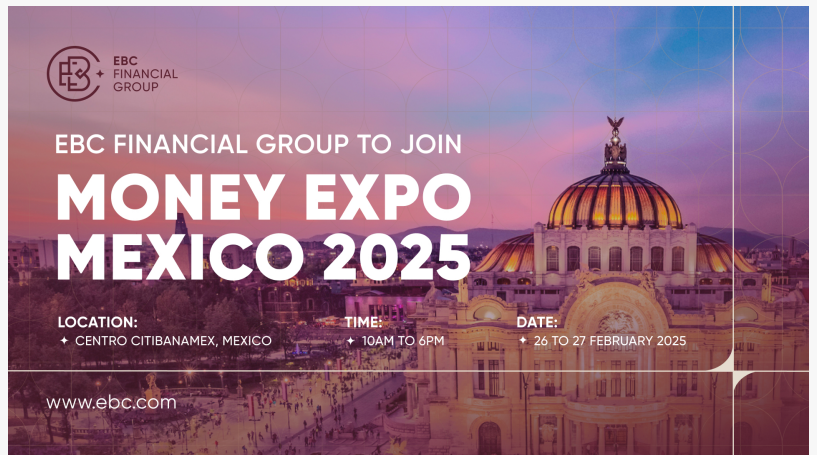 EBC
FINANCIAL
GROUP
EBC FINANCIAL GROUP TO JOIN
MONEY EXPO
MEXICO 2025
LOCATION:
CENTRO CITIBANAMEX, MEXICO
TIME:
10AM TO 6PM
DATE:
26 TO 27 FEBRUARY 2025
www.ebc.com